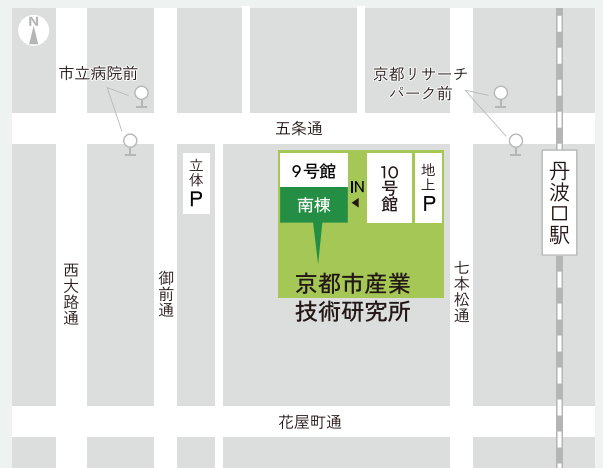 N
市立病院前
京都リサーチ
パーク前
五条通
立体
P
9号館
南棟
IN
10
号
館
地上
P
丹波口駅
京都市産業
技術研究所
西大路通
御前通
七本松通
花屋町通